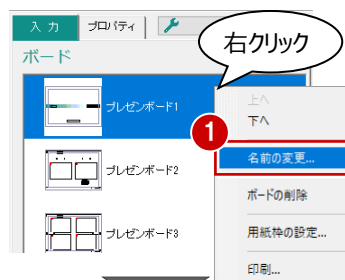 入 力
プロパティ
右クリック
ボード
プレゼンボード1
プレゼンボード2
プレゼンボード3
上へ
下へ
1
名前の変更...
ボードの削除
用紙枠の設定...
印刷...